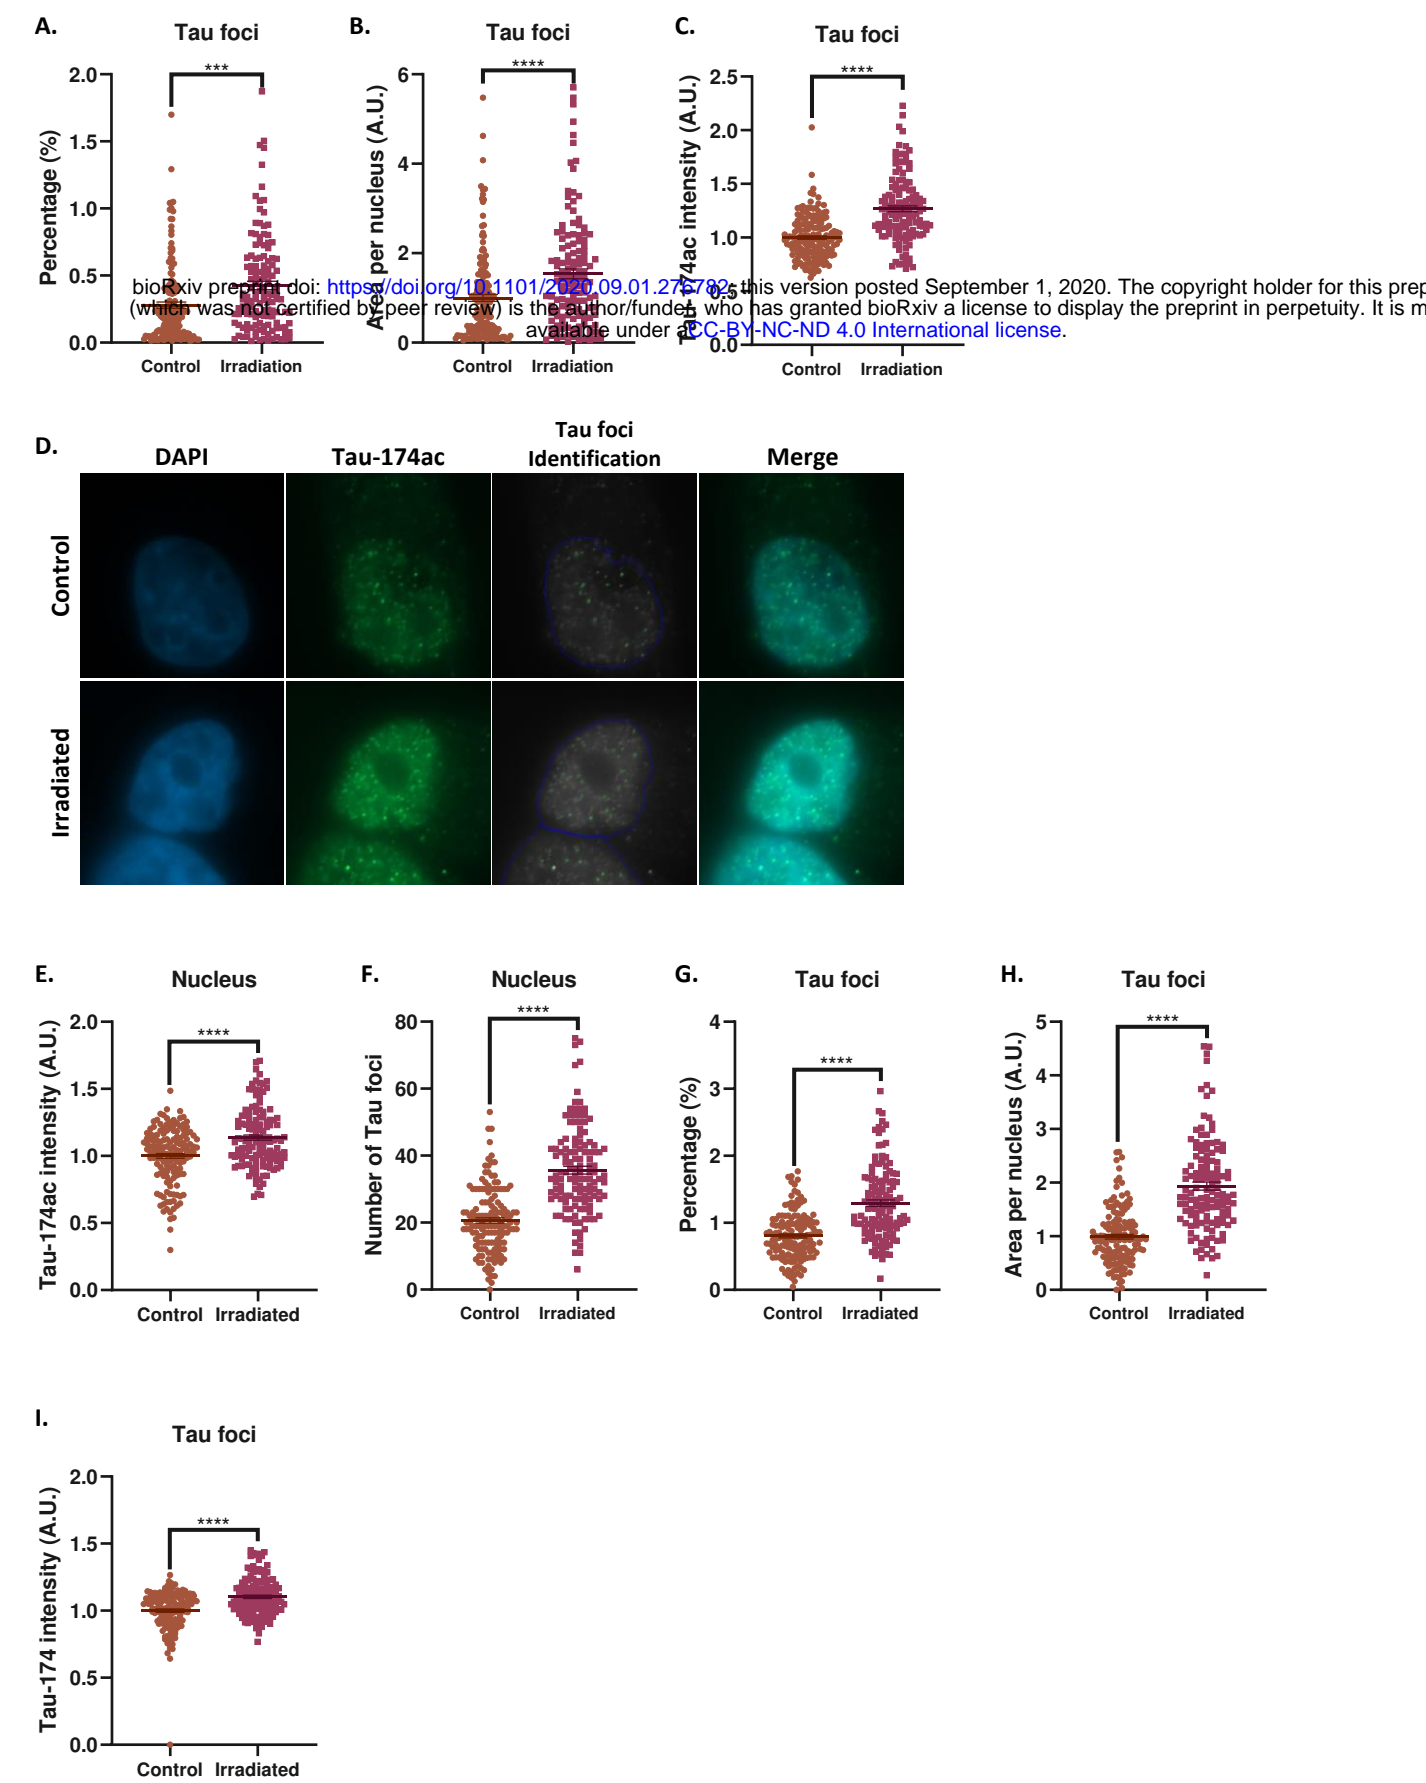 A.
Tau foci
***
Percentage (%)
2.0
1.5
1.0
0.5
0.0
Control Irradiation
B.
Tau foci
****
Area per nucleus (A.U.)
6
4
2
0
Control Irradiation
C.
Tau foci
****
Tau-174ac intensity (A.U.)
2.5
2.0
1.5
1.0
0.5
0.0
Control Irradiation
bioRxiv preprint doi: https://doi.org/10.1101/2020.09.01.276782; this version posted September 1, 2020. The copyright holder for this prep
(which was not certified by peer review) is the author/funder, who has granted bioRxiv a license to display the preprint in perpetuity. It is m
available under aCC-BY-NC-ND 4.0 International license.
D.
DAPI
Tau-174ac
Tau foci
Identification
Merge
Control
Irradiated
E.
Nucleus
****
Tau-174ac intensity (A.U.)
2.0
1.5
1.0
0.5
0.0
Control Irradiated
F.
Nucleus
****
Number of Tau foci
80
60
40
20
0
Control Irradiated
G.
Tau foci
****
Percentage (%)
4
3
2
1
0
Control Irradiated
H.
Tau foci
****
Area per nucleus (A.U.)
5
4
3
2
1
0
Control Irradiated
I.
Tau foci
****
Tau-174 intensity (A.U.)
2.0
1.5
1.0
0.5
0.0
Control Irradiated